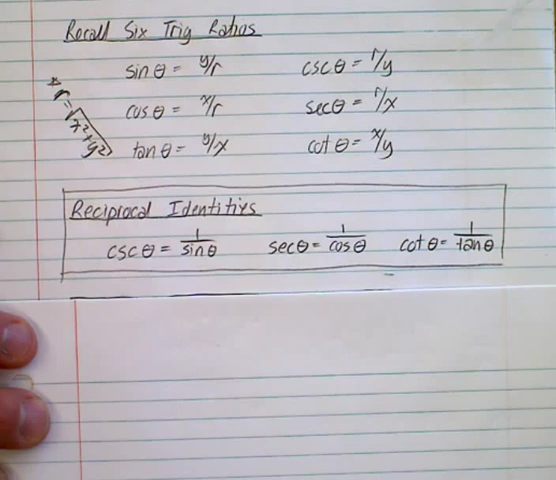 Recall Six Trig Ratios
sin θ = y/r csc θ = r/y
cos θ = x/r sec θ = r/x
tan θ = y/x cot θ = x/y
* r = √
Reciprocal Identities
csc θ = 1/sin θ sec θ = 1/cos θ cot θ = 1/tan θ